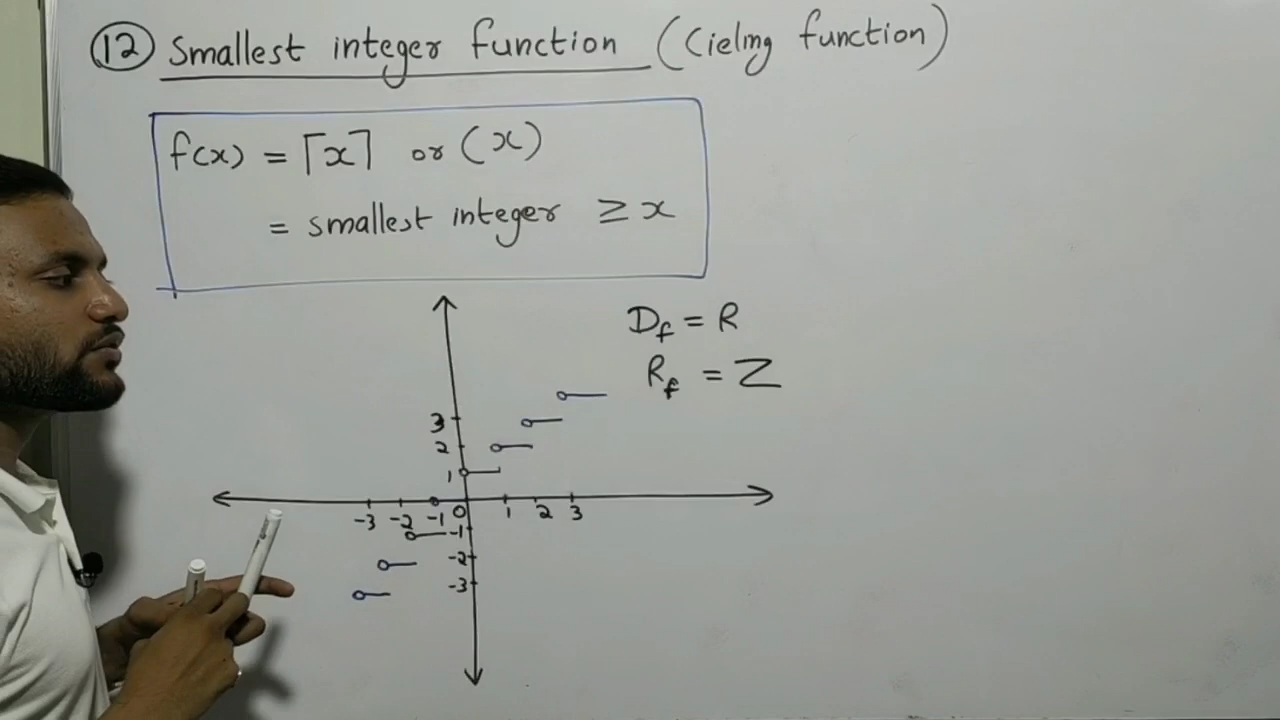 12 Smallest integer function (Cielmg function)
f(x) = ⌈x⌉ or (x)
= smallest integer ≥ x
D_f = R
R_f = Z
3
2
1
-3 -2 -1 0 1 2 3
-1
-2
-3